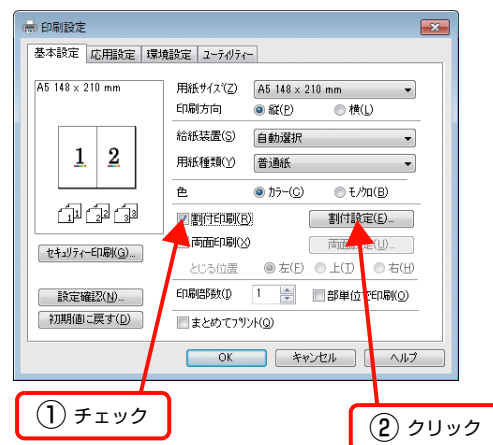 印刷設定
基本設定 応用設定 環境設定 ユーティリティー
A5 148 x 210 mm
1 2
1 2 3
1 2 3
セキュリティー印刷(G)...
設定確認(N)...
初期値に戻す(D)
用紙サイズ(Z) A5 148 x 210 mm
印刷方向 縦(P) 横(L)
給紙装置(S) 自動選択
用紙種類(Y) 普通紙
色 カラー(C) モノクロ(B)
割付印刷(R) 割付設定(E)...
両面印刷(X) 両面設定(U)...
とじる位置 左(F) 上(T) 右(H)
印刷部数(I) 1 部単位で印刷(O)
まとめてプリント(Q)
OK キャンセル ヘルプ
① チェック
② クリック